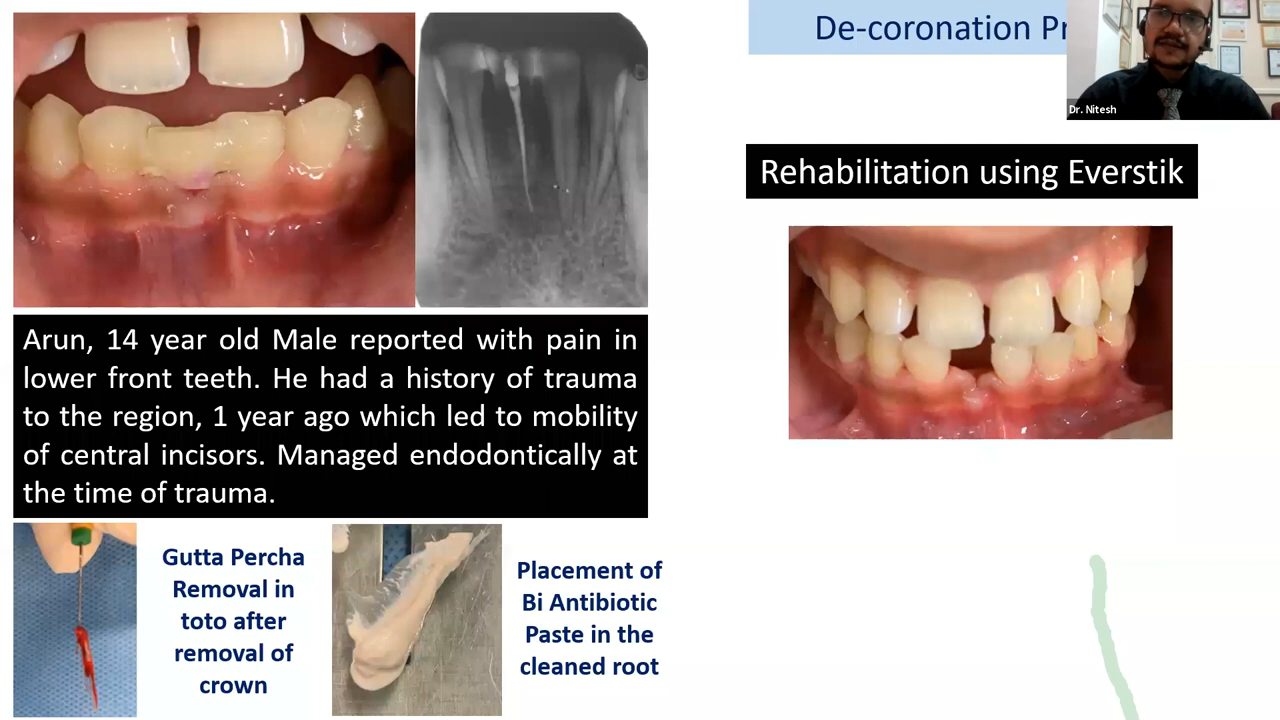 De-coronation
Dr. Nitesh
Rehabilitation using Everstik
Arun, 14 year old Male reported with pain in
lower front teeth. He had a history of trauma
to the region, 1 year ago which led to mobility
of central incisors. Managed endodontically at
the time of trauma.
Gutta Percha
Removal in
toto after
removal of
crown
Placement of
Bi Antibiotic
Paste in the
cleaned root